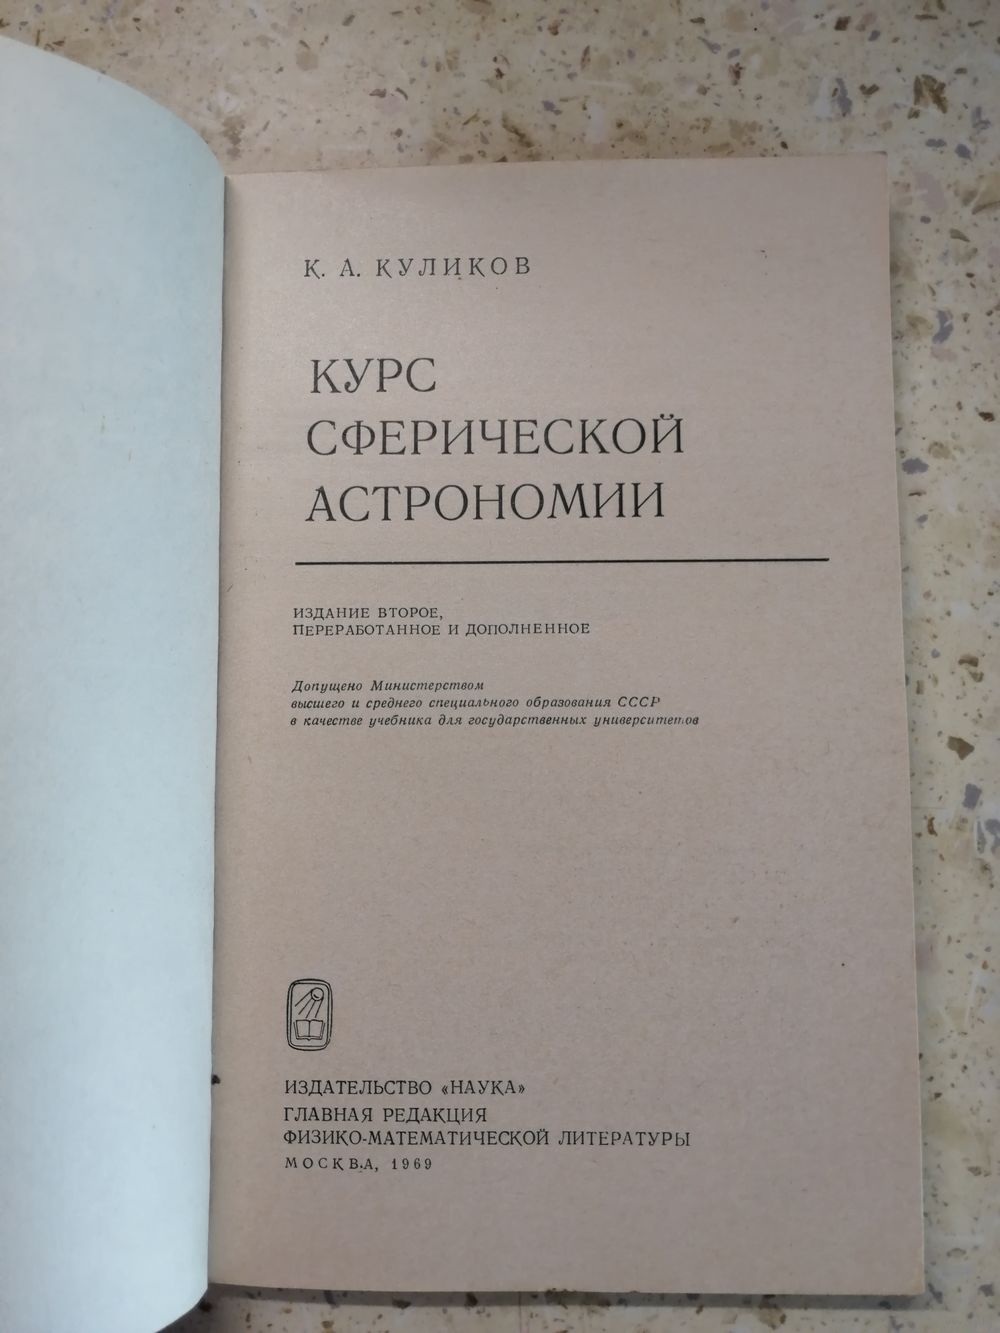 К. А. КУЛИКОВ
КУРС
СФЕРИЧЕСКОЙ
АСТРОНОМИИ
ИЗДАНИЕ ВТОРОЕ,
ПЕРЕРАБОТАННОЕ И ДОПОЛНЕННОЕ
Допущено Министерством
высшего и среднего специального образования СССР
в качестве учебника для государственных университетов
ИЗДАТЕЛЬСТВО «НАУКА»
ГЛАВНАЯ РЕДАКЦИЯ
ФИЗИКО-МАТЕМАТИЧЕСКОЙ ЛИТЕРАТУРЫ
МОСКВА, 1969